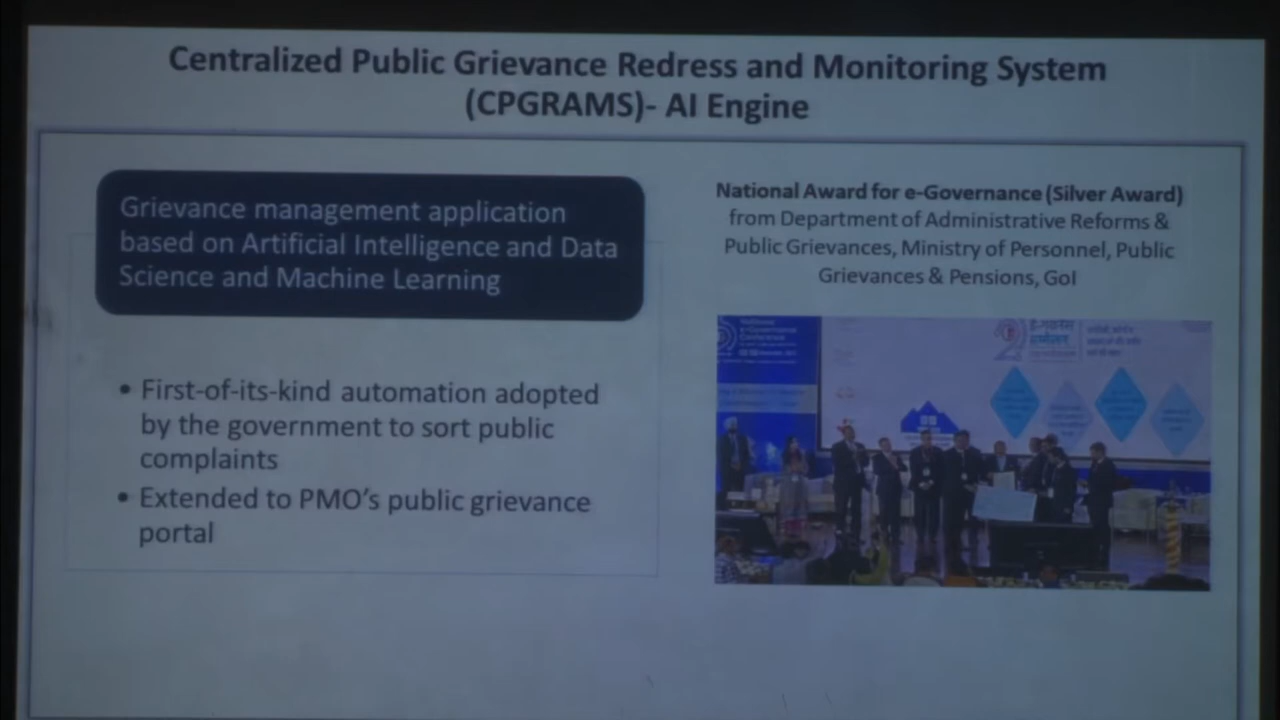 Centralized Public Grievance Redress and Monitoring System
(CPGRAMS)- AI Engine
Grievance management application
based on Artificial Intelligence and Data
Science and Machine Learning
• First-of-its-kind automation adopted
by the government to sort public
complaints
• Extended to PMO's public grievance
portal
National Award for e-Governance (Silver Award)
from Department of Administrative Reforms &
Public Grievances, Ministry of Personnel, Public
Grievances & Pensions, GoI
National
e-Governance
Conference